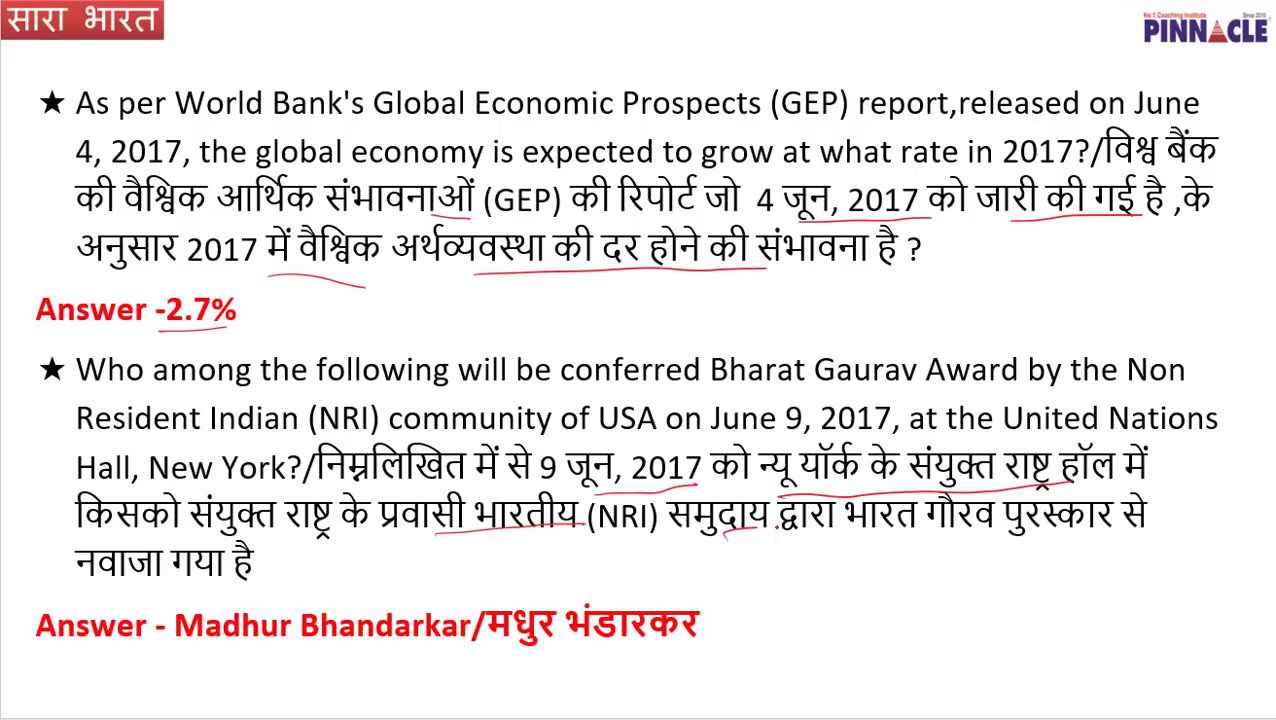 सारा भारत
No.1 Coaching Institute Since 2010
PINNACLE
★ As per World Bank's Global Economic Prospects (GEP) report,released on June
4, 2017, the global economy is expected to grow at what rate in 2017?/विश्व बैंक
की वैश्विक आर्थिक संभावनाओं (GEP) की रिपोर्ट जो 4 जून, 2017 को जारी की गई है ,के
अनुसार 2017 में वैश्विक अर्थव्यवस्था की दर होने की संभावना है ?
Answer -2.7%
★ Who among the following will be conferred Bharat Gaurav Award by the Non
Resident Indian (NRI) community of USA on June 9, 2017, at the United Nations
Hall, New York?/निम्नलिखित में से 9 जून, 2017 को न्यू यॉर्क के संयुक्त राष्ट्र हॉल में
किसको संयुक्त राष्ट्र के प्रवासी भारतीय (NRI) समुदाय द्वारा भारत गौरव पुरस्कार से
नवाजा गया है
Answer - Madhur Bhandarkar/मधुर भंडारकर